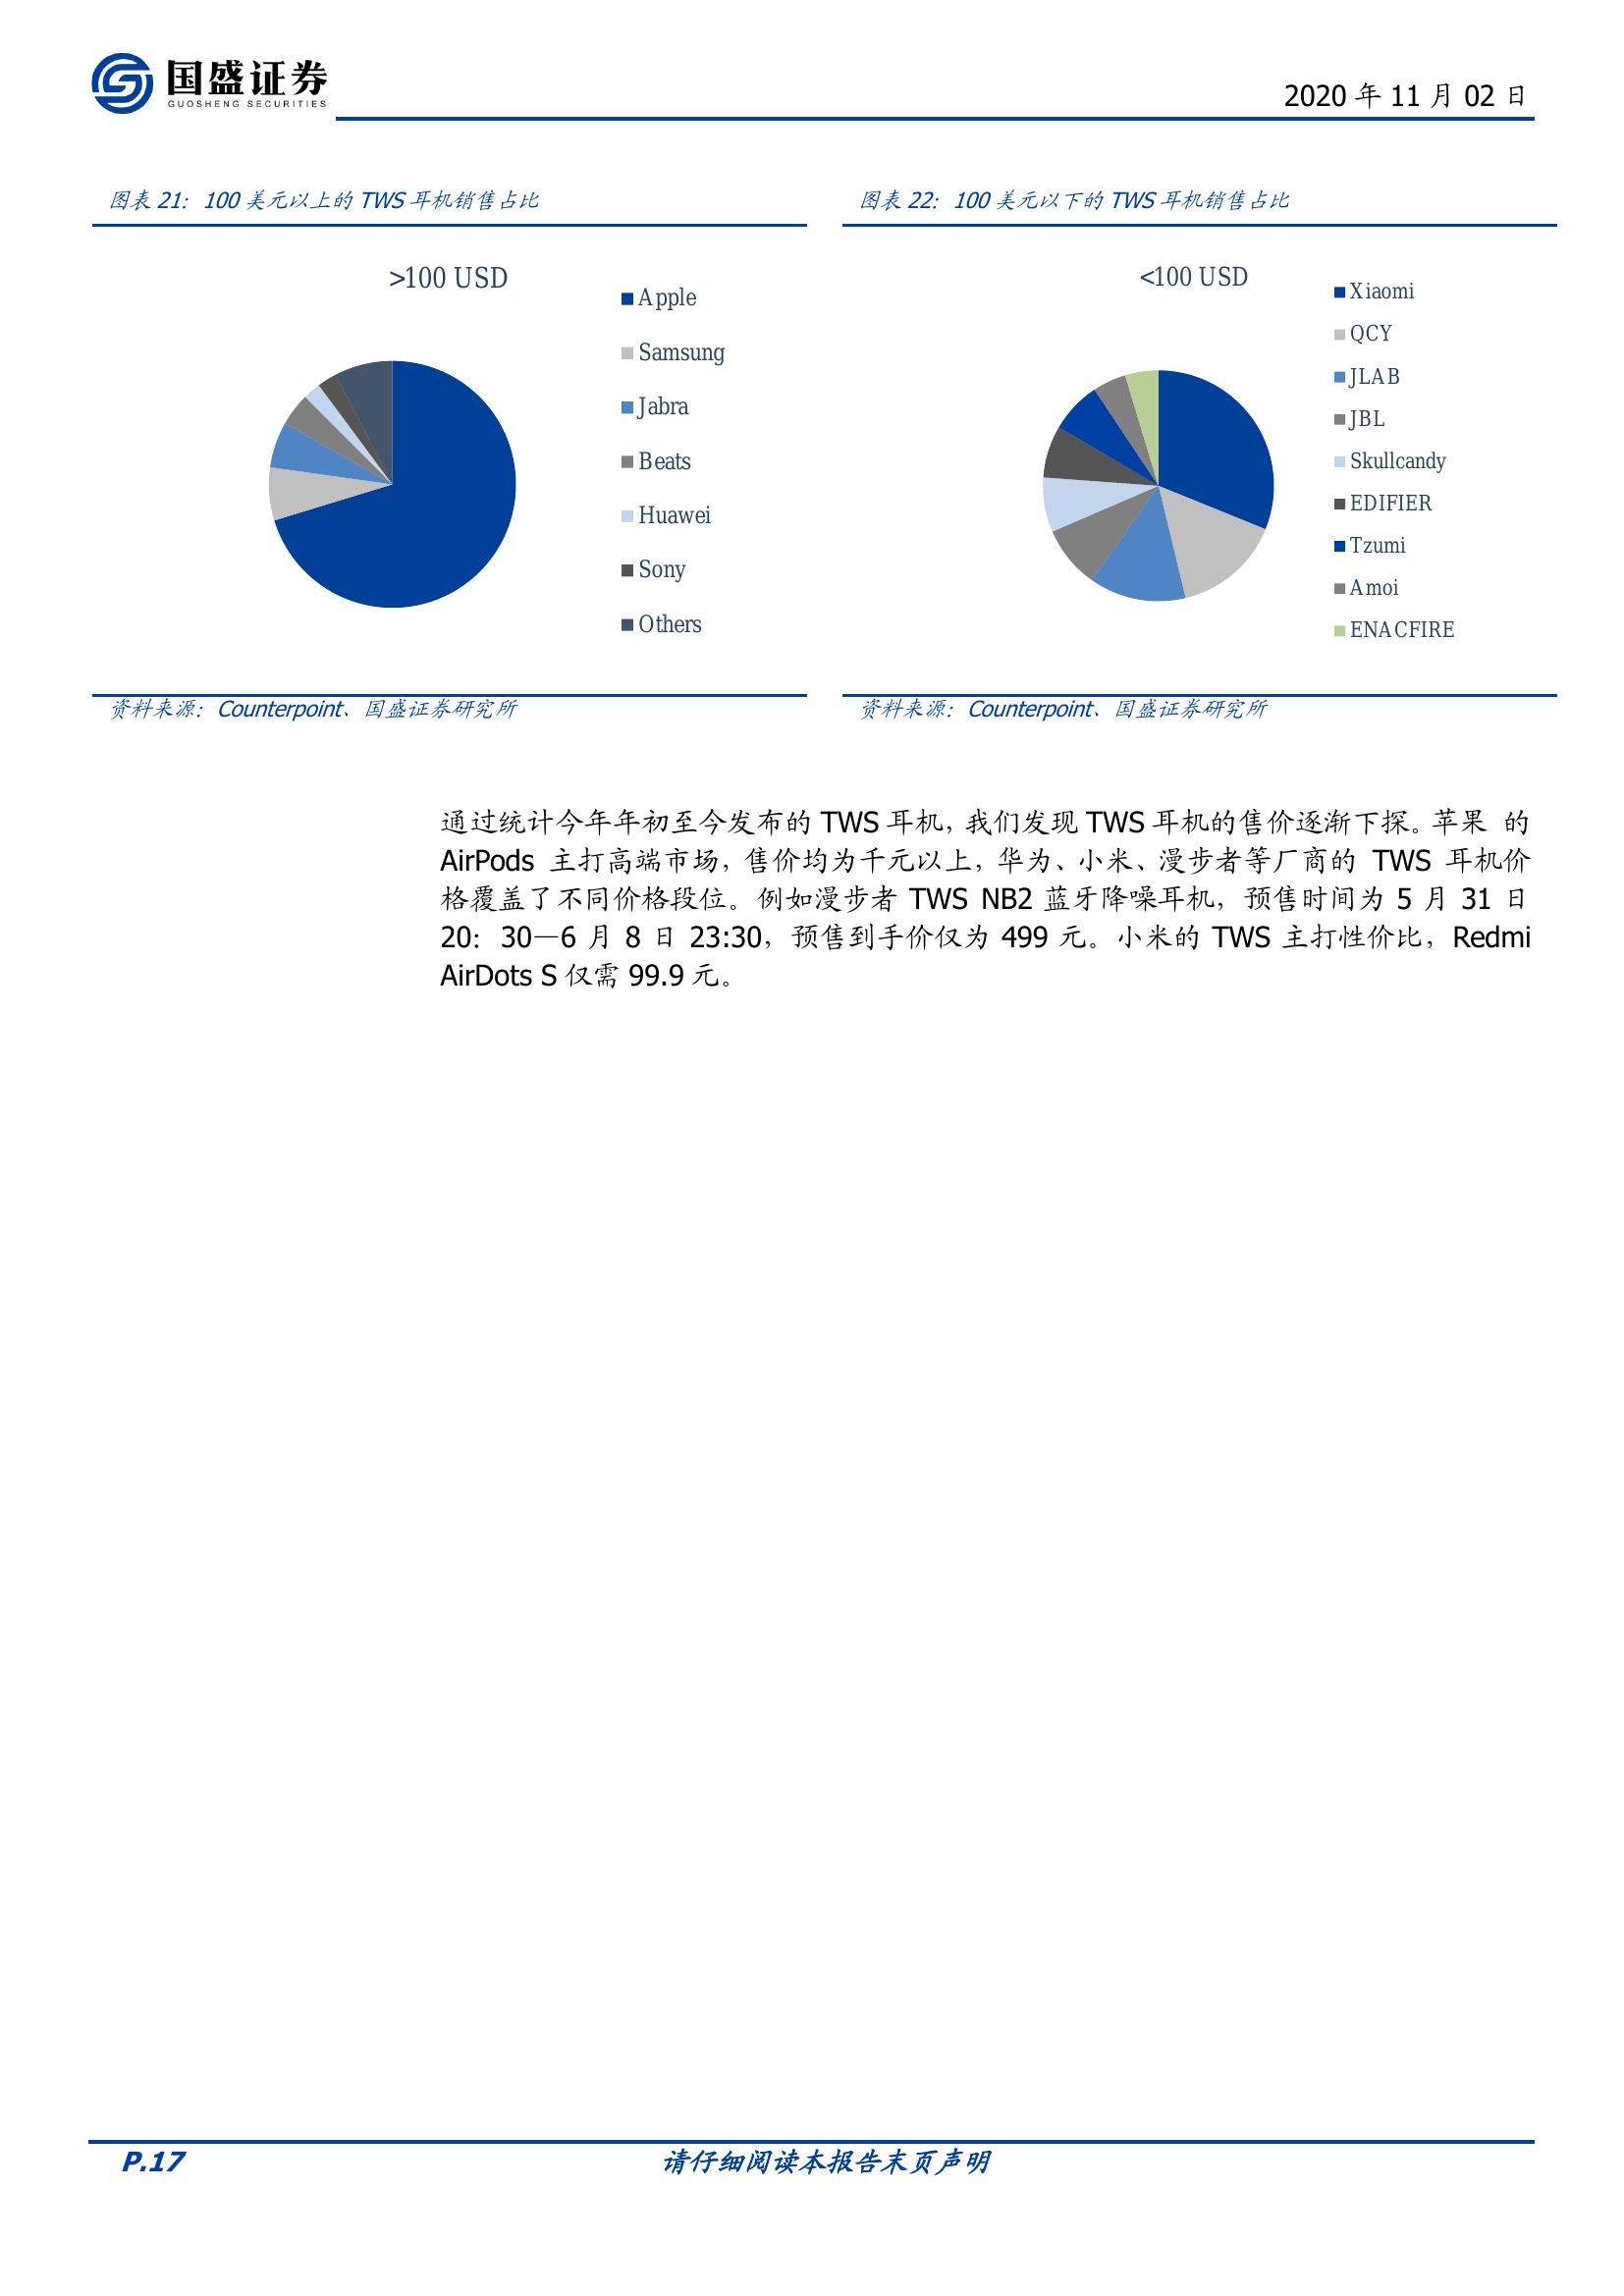 国盛证券
GUOSHENG SECURITIES
2020 年 11 月 02 日
图表 21：100 美元以上的 TWS 耳机销售占比
>100 USD
Apple
Samsung
Jabra
Beats
Huawei
Sony
Others
资料来源：Counterpoint、国盛证券研究所
图表 22：100 美元以下的 TWS 耳机销售占比
<100 USD
Xiaomi
QCY
JLAB
JBL
Skullcandy
EDIFIER
Tzumi
Amoi
ENACFIRE
资料来源：Counterpoint、国盛证券研究所
通过统计今年年初至今发布的 TWS 耳机，我们发现 TWS 耳机的售价逐渐下探。苹果 的
AirPods 主打高端市场，售价均为千元以上，华为、小米、漫步者等厂商的 TWS 耳机价
格覆盖了不同价格段位。例如漫步者 TWS NB2 蓝牙降噪耳机，预售时间为 5 月 31 日
20：30—6 月 8 日 23:30，预售到手价仅为 499 元。小米的 TWS 主打性价比，Redmi
AirDots S 仅需 99.9 元。
P.17
请仔细阅读本报告末页声明